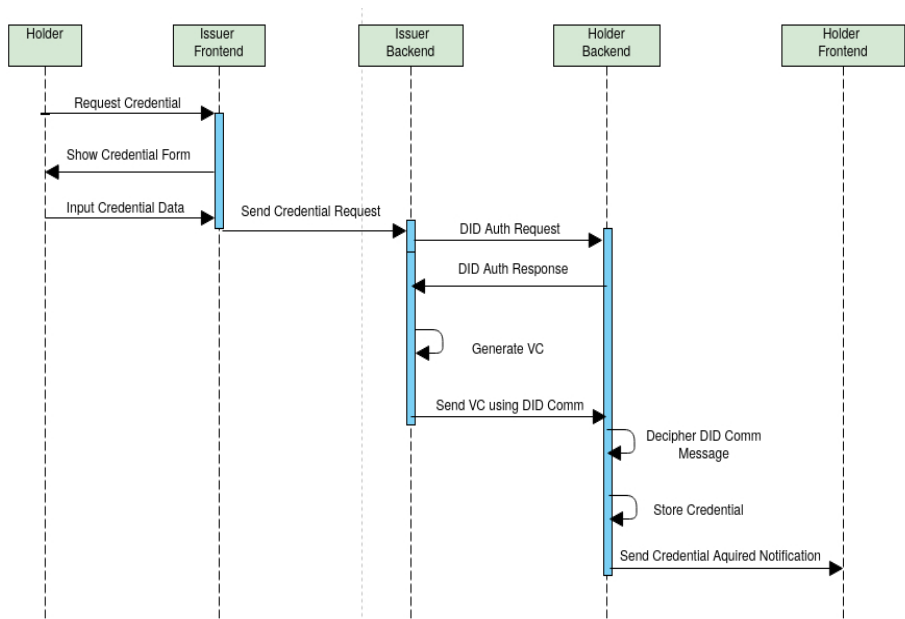 Holder
Issuer
Frontend
Issuer
Backend
Holder
Backend
Holder
Frontend
Request Credential
Show Credential Form
Input Credential Data
Send Credential Request
DID Auth Request
DID Auth Response
Generate VC
Send VC using DID Comm
Decipher DID Comm
Message
Store Credential
Send Credential Aquired Notification